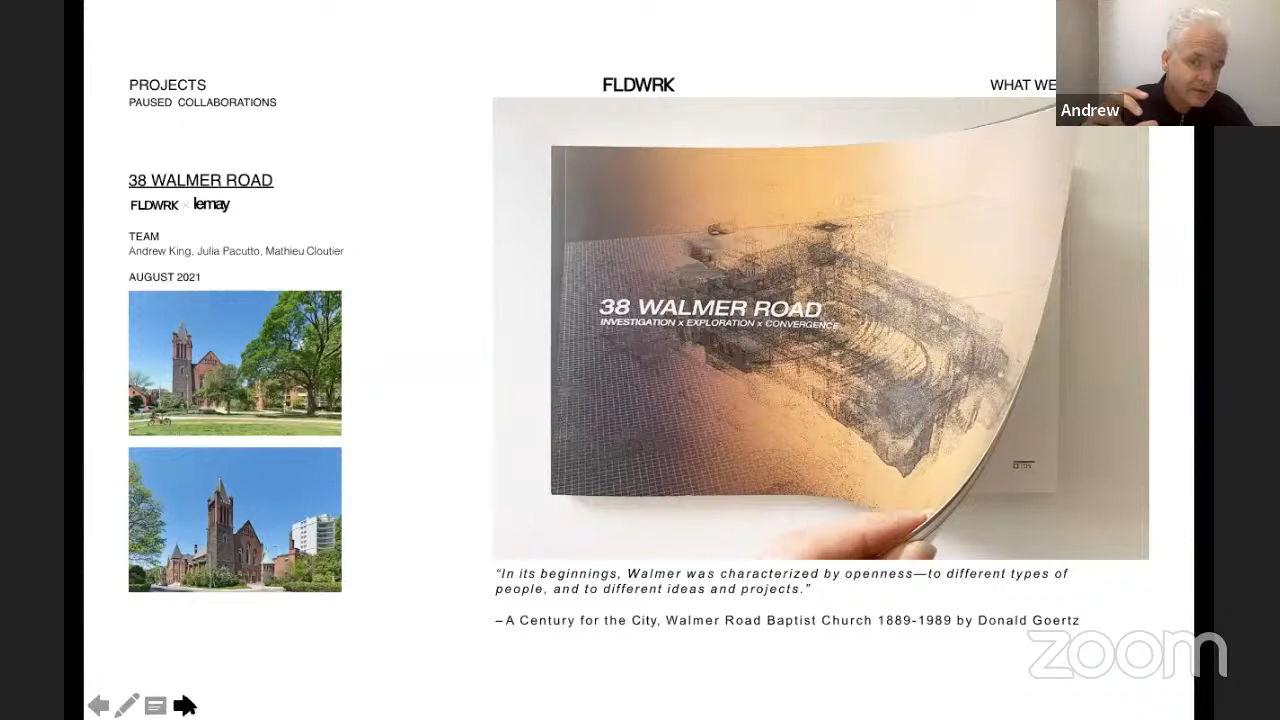 PROJECTS
PAUSED COLLABORATIONS
FLDWRK
WHAT WE
Andrew
38 WALMER ROAD
FLDWRK × lemay
TEAM
Andrew King, Julia Pacutto, Mathieu Cloutier
AUGUST 2021
38 WALMER ROAD
INVESTIGATION x EXPLORATION x CONVERGENCE
“In its beginnings, Walmer was characterized by openness—to different types of
people, and to different ideas and projects.”
–A Century for the City, Walmer Road Baptist Church 1889-1989 by Donald Goertz
zoom